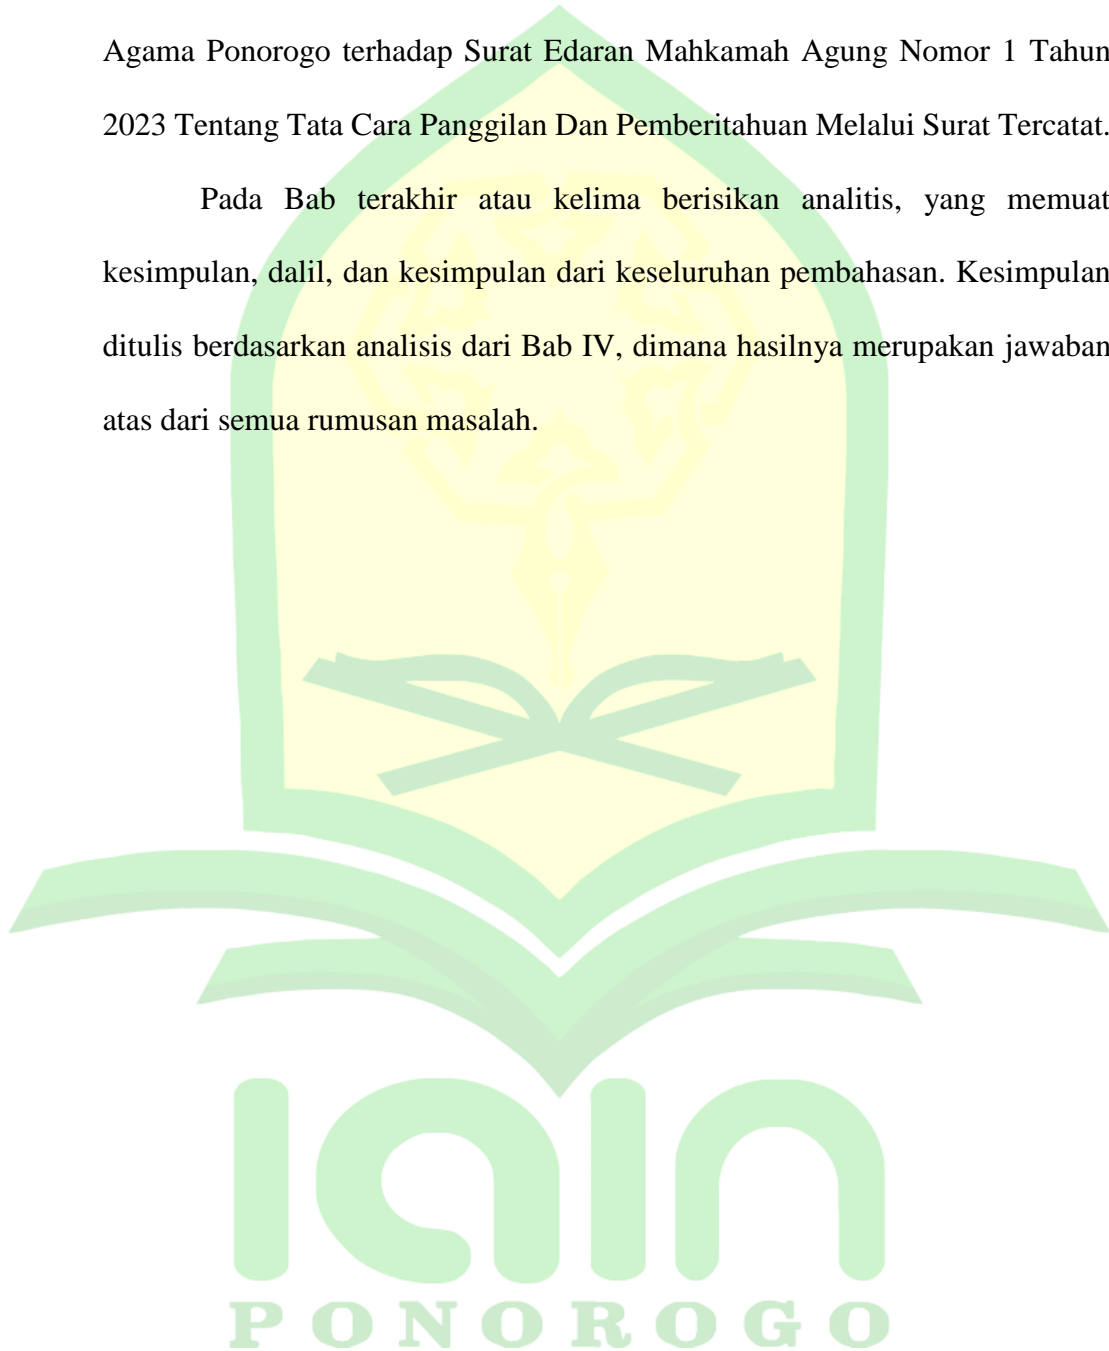 Agama Ponorogo terhadap Surat Edaran Mahkamah Agung Nomor 1 Tahun
2023 Tentang Tata Cara Panggilan Dan Pemberitahuan Melalui Surat Tercatat.
Pada Bab terakhir atau kelima berisikan analitis, yang memuat
kesimpulan, dalil, dan kesimpulan dari keseluruhan pembahasan. Kesimpulan
ditulis berdasarkan analisis dari Bab IV, dimana hasilnya merupakan jawaban
atas dari semua rumusan masalah.
iain
PONOROGO